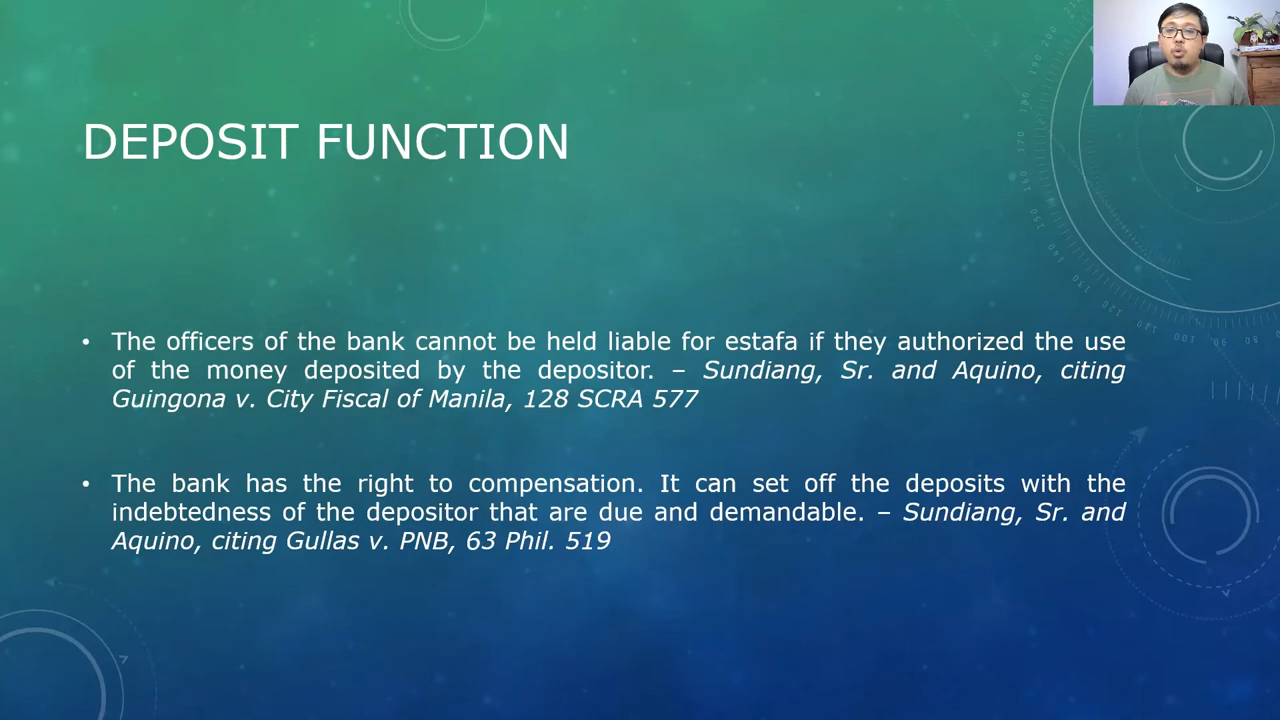 DEPOSIT FUNCTION
• The officers of the bank cannot be held liable for estafa if they authorized the use
of the money deposited by the depositor. – Sundiang, Sr. and Aquino, citing
Guingona v. City Fiscal of Manila, 128 SCRA 577
• The bank has the right to compensation. It can set off the deposits with the
indebtedness of the depositor that are due and demandable. – Sundiang, Sr. and
Aquino, citing Gullas v. PNB, 63 Phil. 519